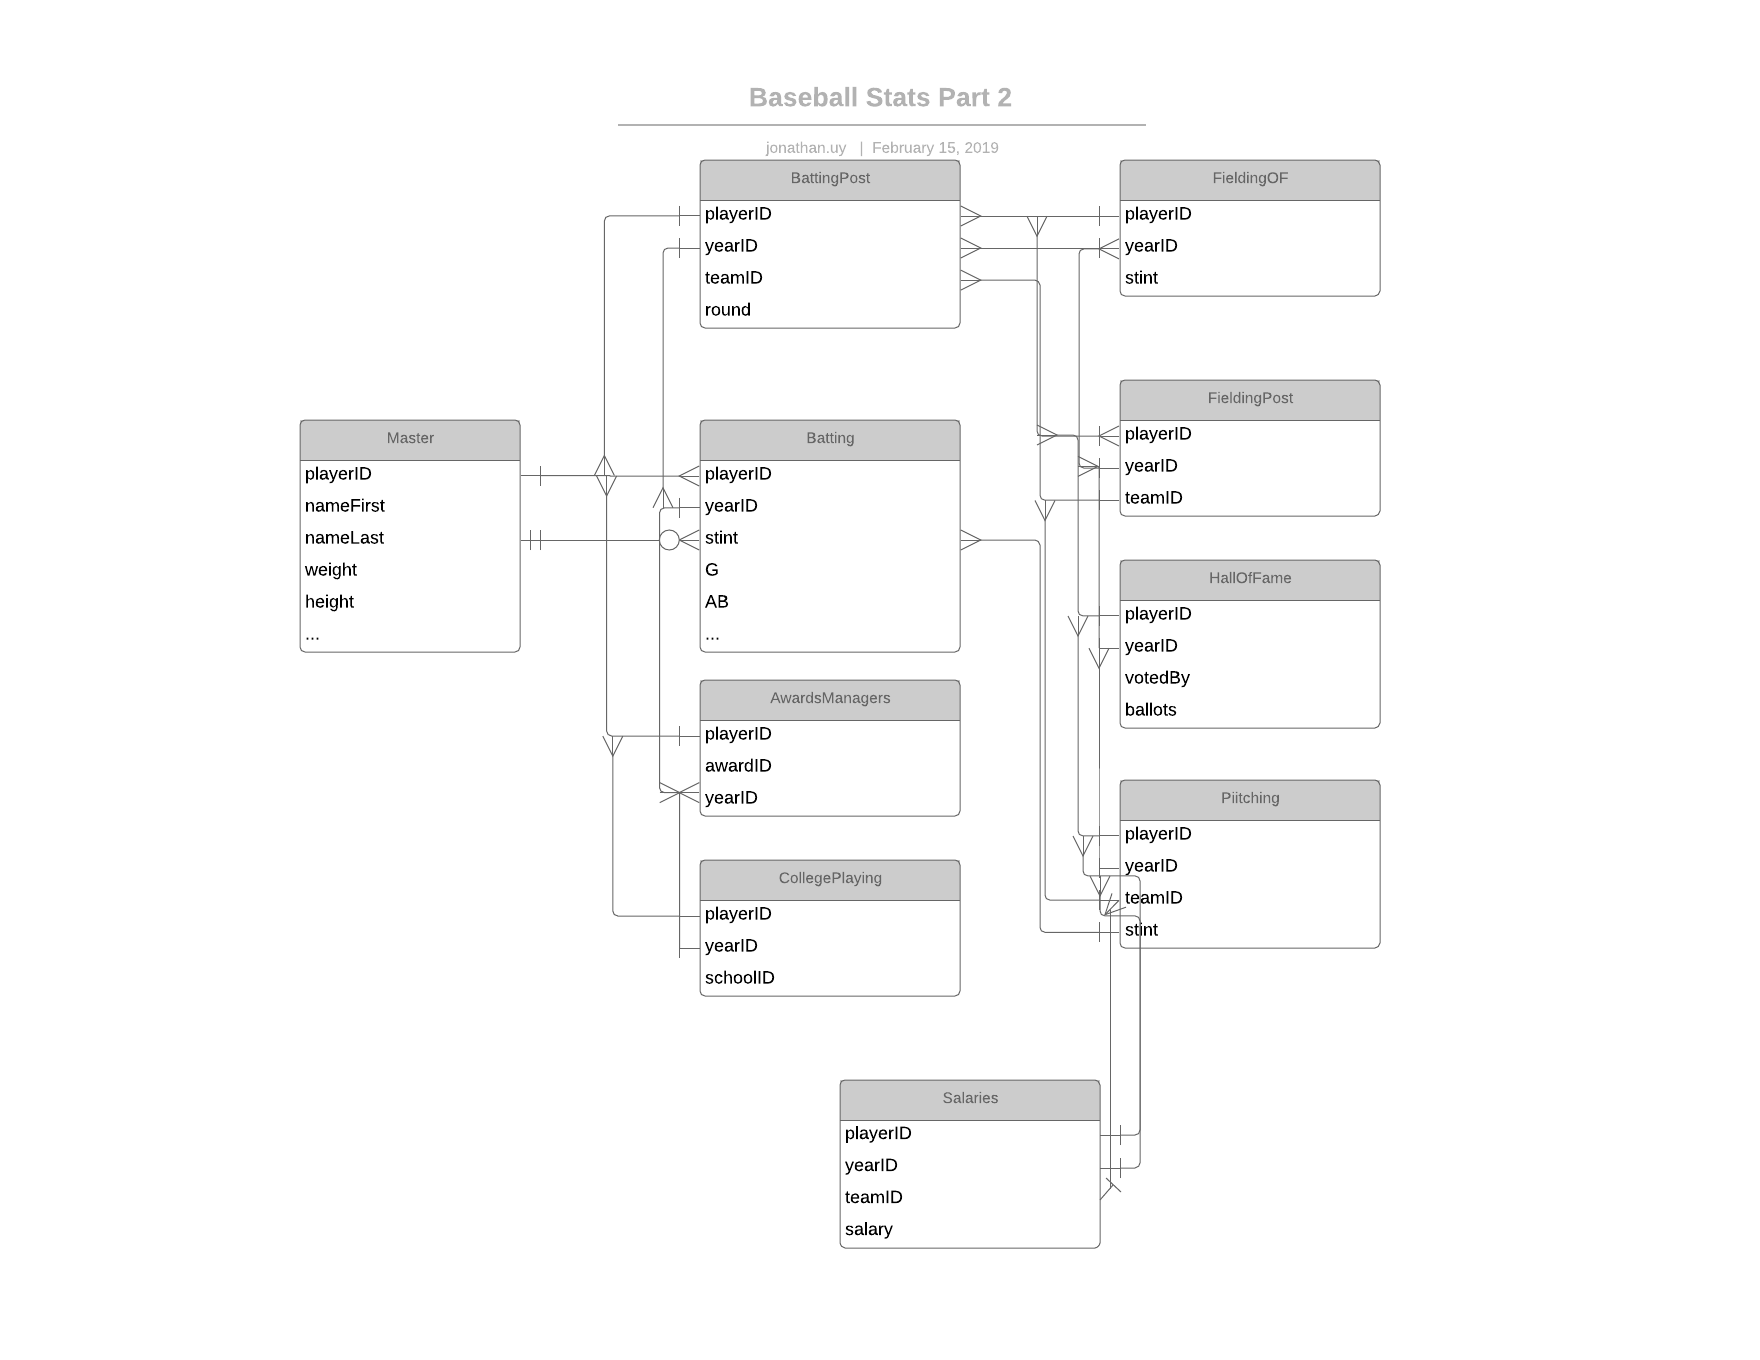 Baseball Stats Part 2
jonathan.uy | February 15, 2019
BattingPost
playerID
yearID
teamID
round
FieldingOF
playerID
yearID
stint
Master
playerID
nameFirst
nameLast
weight
height
...
Batting
playerID
yearID
stint
G
AB
...
FieldingPost
playerID
yearID
teamID
HallOfFame
playerID
yearID
votedBy
ballots
AwardsManagers
playerID
awardID
yearID
CollegePlaying
playerID
yearID
schoolID
Piitching
playerID
yearID
teamID
stint
Salaries
playerID
yearID
teamID
salary